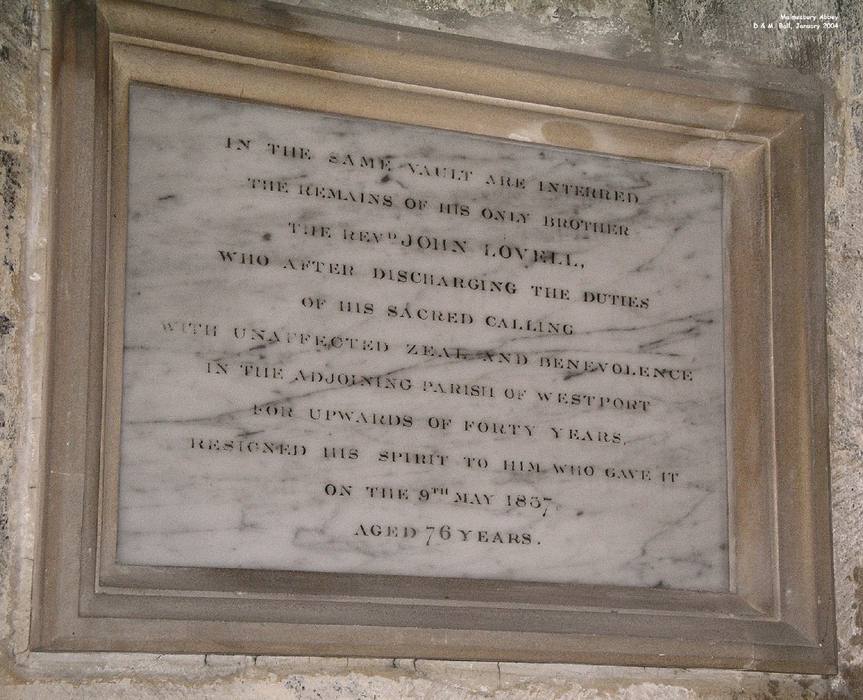 Malmesbury Abbey
D & M Ball, January 2004
IN THE SAME VAULT ARE INTERRED
THE REMAINS OF HIS ONLY BROTHER
THE REVD JOHN LOVELL,
WHO AFTER DISCHARGING THE DUTIES
OF HIS SACRED CALLING
WITH UNAFFECTED ZEAL AND BENEVOLENCE
IN THE ADJOINING PARISH OF WESTPORT
FOR UPWARDS OF FORTY YEARS,
RESIGNED HIS SPIRIT TO HIM WHO GAVE IT
ON THE 9TH MAY 1837,
AGED 76 YEARS.